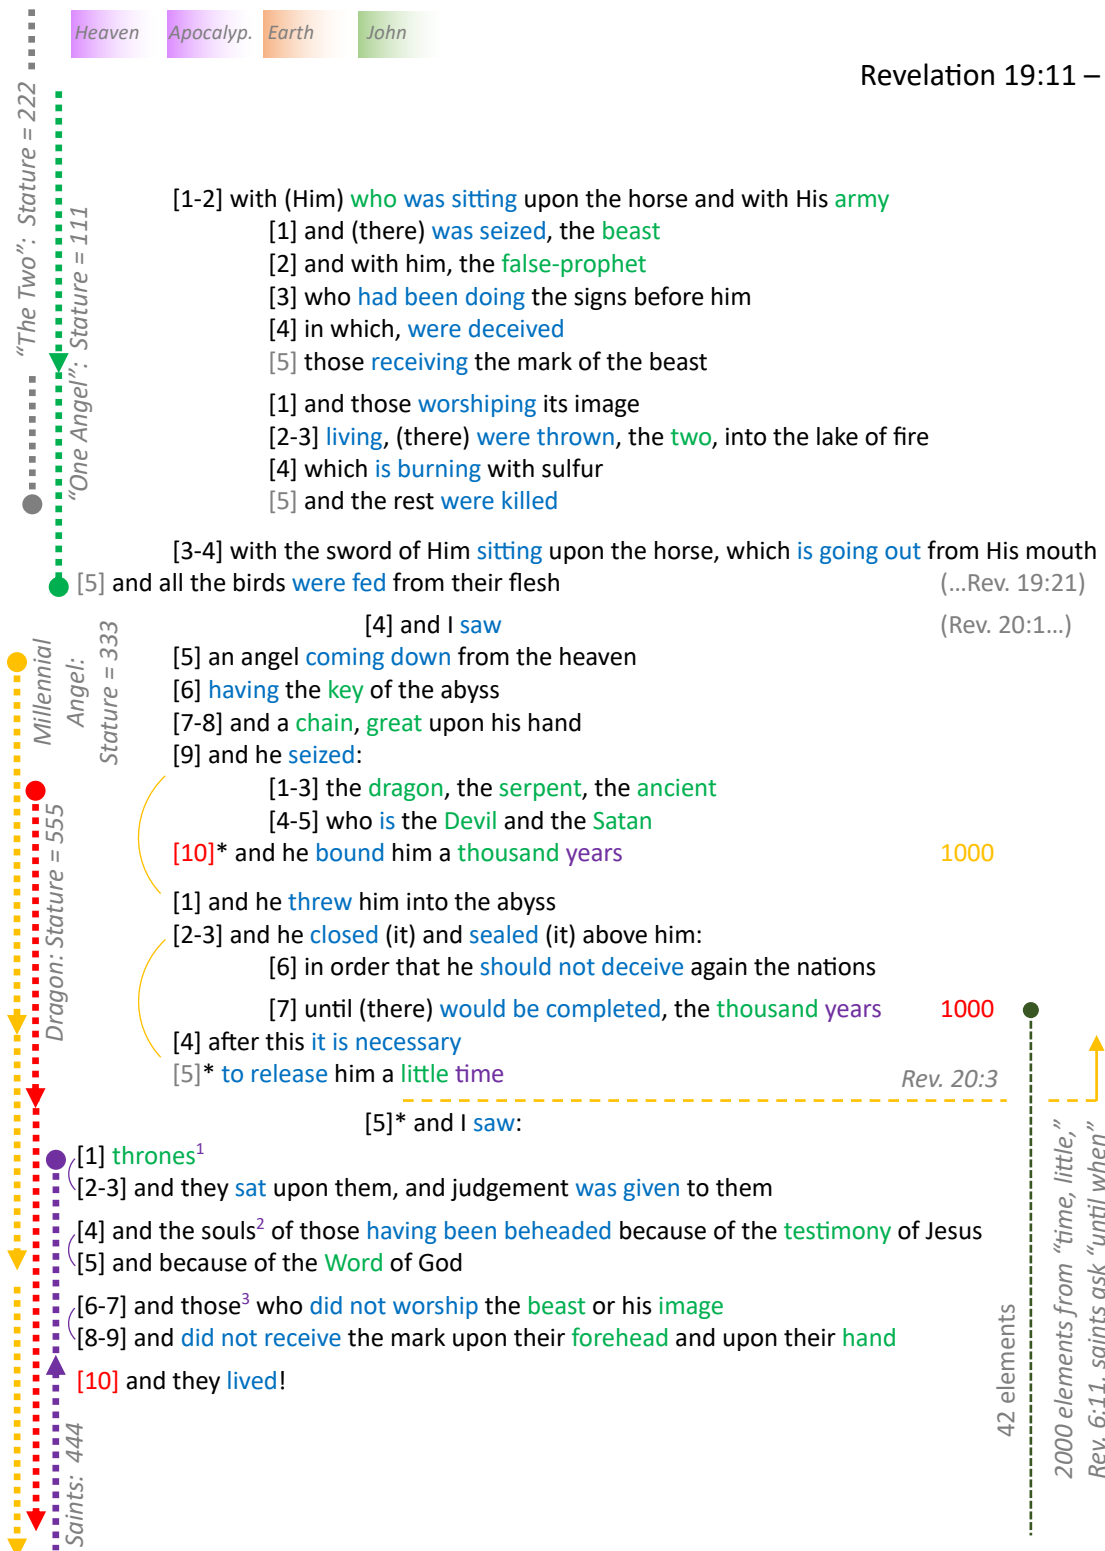 Heaven Apocalyp. Earth John
Revelation 19:11 –
"The Two": Stature = 222
"One Angel": Stature = 111
[1-2] with (Him) who was sitting upon the horse and with His army
[1] and (there) was seized, the beast
[2] and with him, the false-prophet
[3] who had been doing the signs before him
[4] in which, were deceived
[5] those receiving the mark of the beast
[1] and those worshiping its image
[2-3] living, (there) were thrown, the two, into the lake of fire
[4] which is burning with sulfur
[5] and the rest were killed
[3-4] with the sword of Him sitting upon the horse, which is going out from His mouth
[5] and all the birds were fed from their flesh (...Rev. 19:21)
[4] and I saw (Rev. 20:1...)
Millennial
Angel:
Stature = 333
[5] an angel coming down from the heaven
[6] having the key of the abyss
[7-8] and a chain, great upon his hand
[9] and he seized:
Dragon: Stature = 555
[1-3] the dragon, the serpent, the ancient
[4-5] who is the Devil and the Satan
[10]* and he bound him a thousand years 1000
[1] and he threw him into the abyss
[2-3] and he closed (it) and sealed (it) above him:
[6] in order that he should not deceive again the nations
[7] until (there) would be completed, the thousand years 1000
[4] after this it is necessary
[5]* to release him a little time
Rev. 20:3
[5]* and I saw:
[1] thrones1
[2-3] and they sat upon them, and judgement was given to them
[4] and the souls2 of those having been beheaded because of the testimony of Jesus
[5] and because of the Word of God
[6-7] and those3 who did not worship the beast or his image
[8-9] and did not receive the mark upon their forehead and upon their hand
[10] and they lived!
Saints: 444
42 elements
2000 elements from "time, little,"
Rev. 6:11, saints ask "until when"